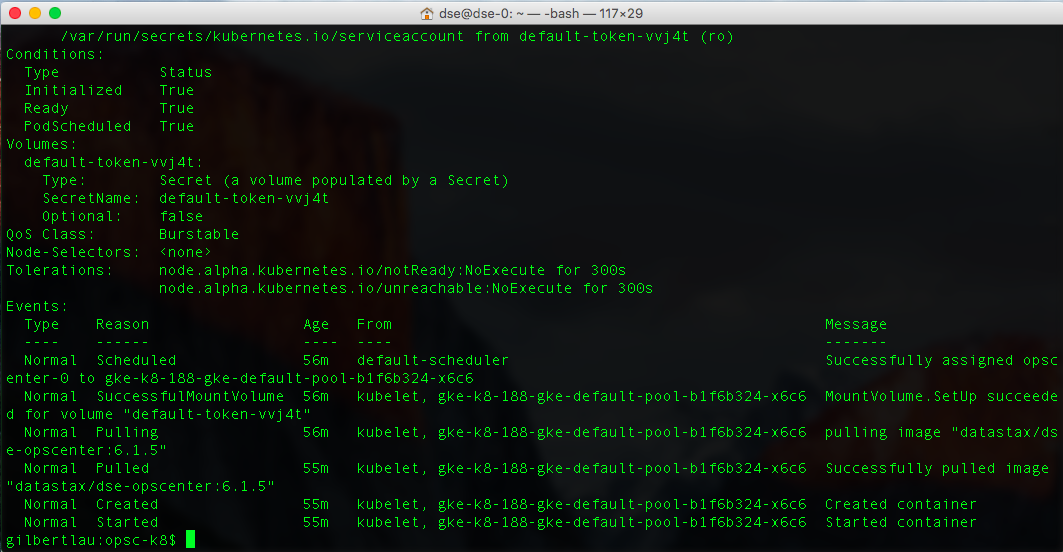 dse@dse-0: ~ — -bash — 117×29
/var/run/secrets/kubernetes.io/serviceaccount from default-token-vvj4t (ro)
Conditions:
  Type           Status
  Initialized    True
  Ready          True
  PodScheduled   True
Volumes:
  default-token-vvj4t:
    Type:        Secret (a volume populated by a Secret)
    SecretName:  default-token-vvj4t
    Optional:    false
QoS Class:       Burstable
Node-Selectors:  <none>
Tolerations:     node.alpha.kubernetes.io/notReady:NoExecute for 300s
                 node.alpha.kubernetes.io/unreachable:NoExecute for 300s
Events:
  Type    Reason                 Age   From                                                Message
  ----    ------                 ----  ----                                                -------
  Normal  Scheduled              56m   default-scheduler                                   Successfully assigned opsc
enter-0 to gke-k8-188-gke-default-pool-b1f6b324-x6c6
  Normal  SuccessfulMountVolume  56m   kubelet, gke-k8-188-gke-default-pool-b1f6b324-x6c6  MountVolume.SetUp succeede
d for volume "default-token-vvj4t"
  Normal  Pulling                56m   kubelet, gke-k8-188-gke-default-pool-b1f6b324-x6c6  pulling image "datastax/ds
e-opscenter:6.1.5"
  Normal  Pulled                 55m   kubelet, gke-k8-188-gke-default-pool-b1f6b324-x6c6  Successfully pulled image
"datastax/dse-opscenter:6.1.5"
  Normal  Created                55m   kubelet, gke-k8-188-gke-default-pool-b1f6b324-x6c6  Created container
  Normal  Started                55m   kubelet, gke-k8-188-gke-default-pool-b1f6b324-x6c6  Started container
gilbertlau:opsc-k8$